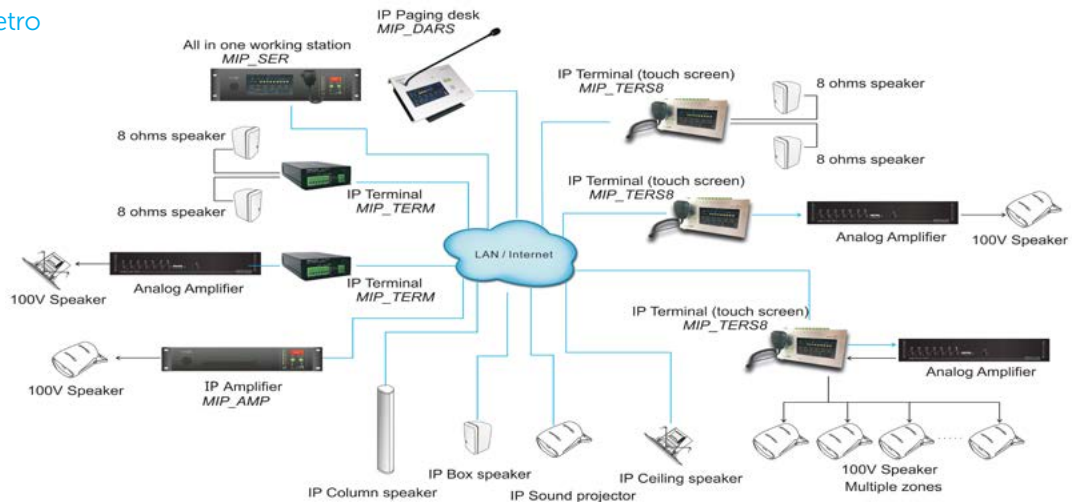 etro
IP Paging desk
MIP_DARS
All in one working station
MIP_SER
IP Terminal (touch screen)
MIP_TERS8
8 ohms speaker
8 ohms speaker
8 ohms speaker
8 ohms speaker
IP Terminal
MIP_TERM
IP Terminal (touch screen)
MIP_TERS8
Analog Amplifier
100V Speaker
LAN / Internet
100V Speaker
Analog Amplifier
IP Terminal
MIP_TERM
IP Terminal (touch screen)
MIP_TERS8
Analog Amplifier
100V Speaker
IP Amplifier
MIP_AMP
100V Speaker
Multiple zones
IP Column speaker
IP Box speaker
IP Sound projector
IP Ceiling speaker